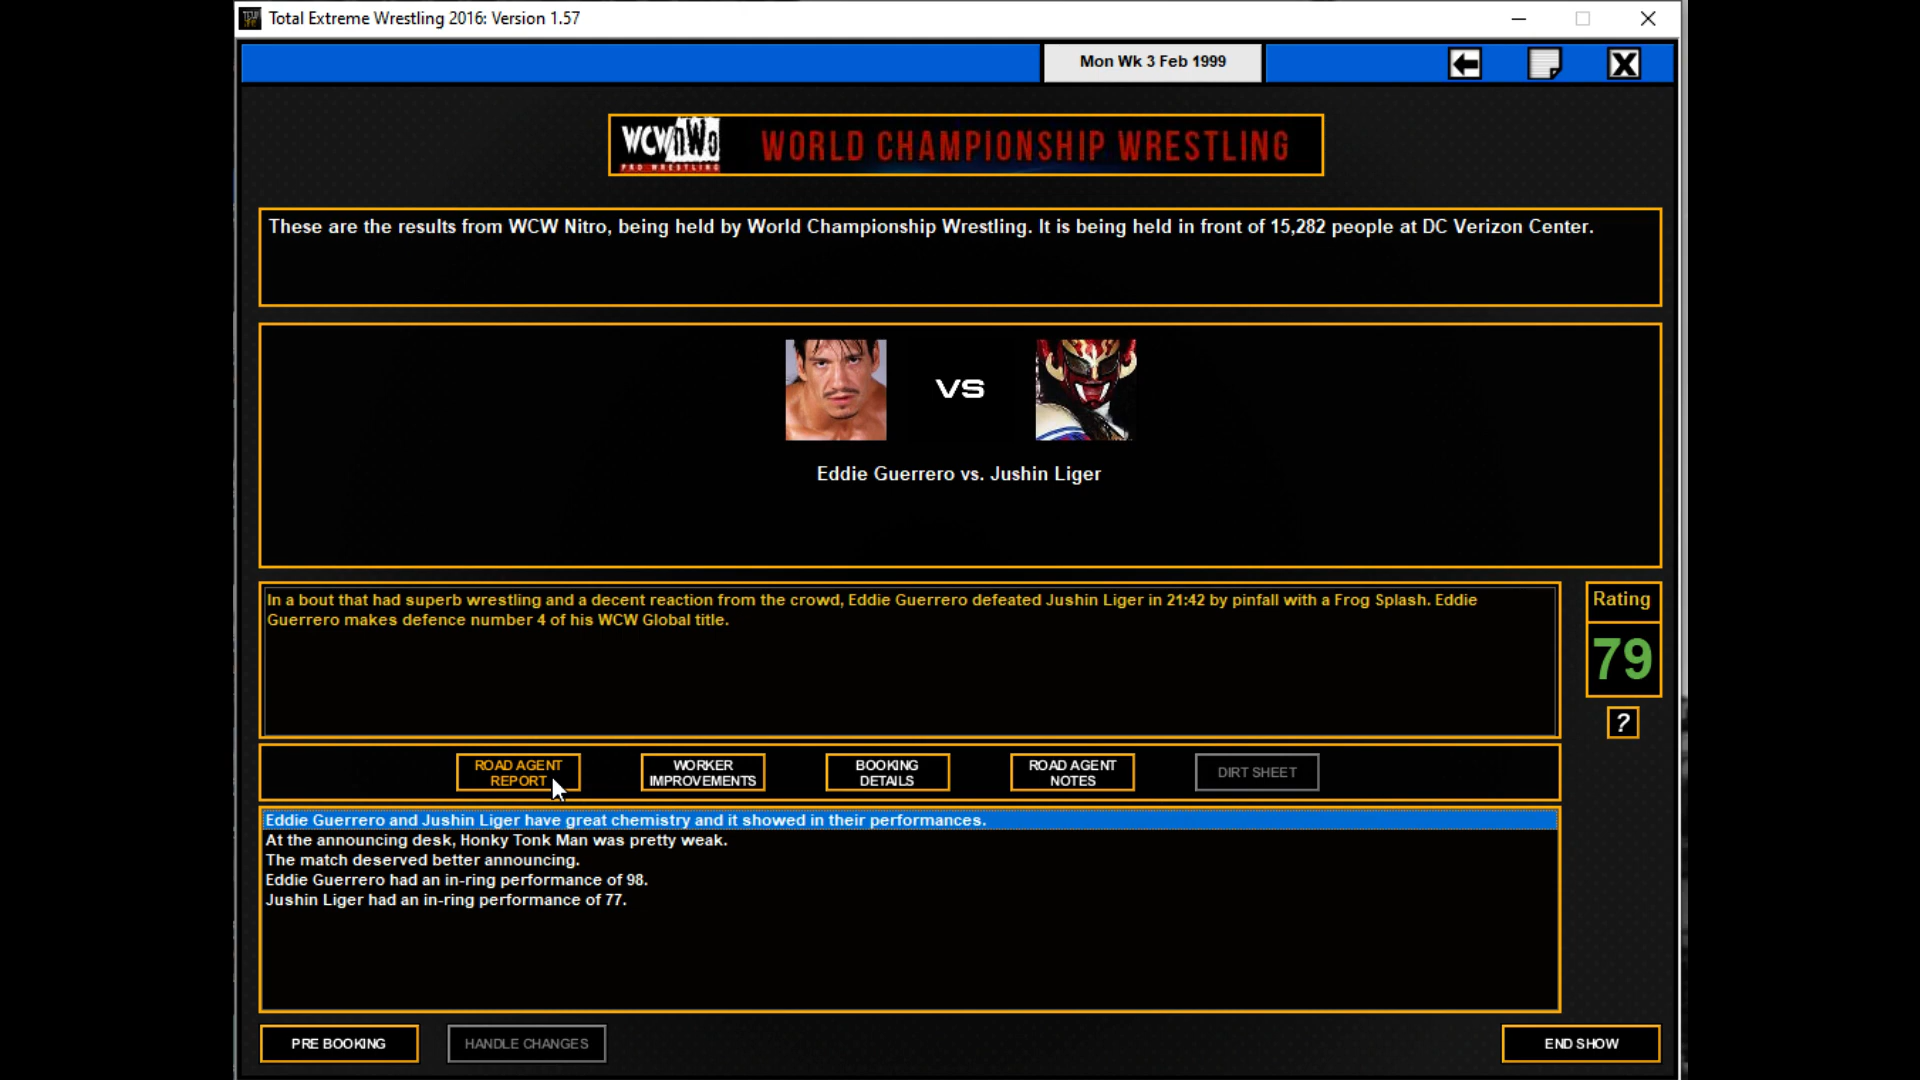 Total Extreme Wrestling 2016: Version 1.57
Mon Wk 3 Feb 1999
WCW nWo WORLD CHAMPIONSHIP WRESTLING
PRO WRESTLING
These are the results from WCW Nitro, being held by World Championship Wrestling. It is being held in front of 15,282 people at DC Verizon Center.
VS
Eddie Guerrero vs. Jushin Liger
In a bout that had superb wrestling and a decent reaction from the crowd, Eddie Guerrero defeated Jushin Liger in 21:42 by pinfall with a Frog Splash. Eddie
Guerrero makes defence number 4 of his WCW Global title.
Rating
79
?
ROAD AGENT
REPORT
WORKER
IMPROVEMENTS
BOOKING
DETAILS
ROAD AGENT
NOTES
DIRT SHEET
Eddie Guerrero and Jushin Liger have great chemistry and it showed in their performances.
At the announcing desk, Honky Tonk Man was pretty weak.
The match deserved better announcing.
Eddie Guerrero had an in-ring performance of 98.
Jushin Liger had an in-ring performance of 77.
PRE BOOKING
HANDLE CHANGES
END SHOW